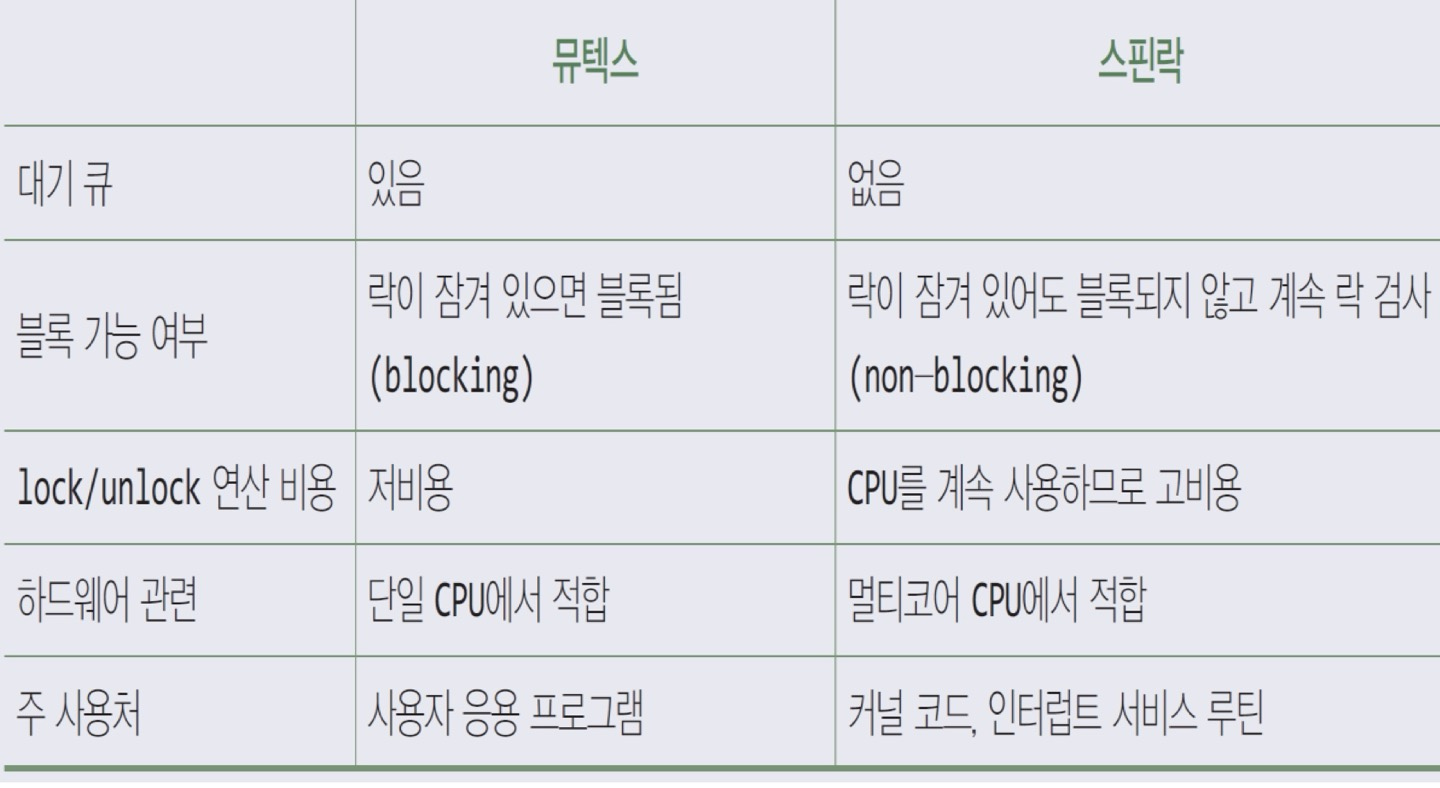 뮤텍스 스핀락
대기 큐 있음 없음
블록 가능 여부 락이 잠겨 있으면 블록됨 락이 잠겨 있어도 블록되지 않고 계속 락 검사
(blocking) (non-blocking)
lock/unlock 연산 비용 저비용 CPU를 계속 사용하므로 고비용
하드웨어 관련 단일 CPU에서 적합 멀티코어 CPU에서 적합
주 사용처 사용자 응용 프로그램 커널 코드, 인터럽트 서비스 루틴